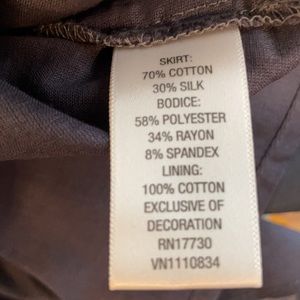 SKIRT:
70% COTTON
30% SILK
BODICE:
58% POLYESTER
34% RAYON
8% SPANDEX
LINING:
100% COTTON
EXCLUSIVE OF
DECORATION
RN17730
VN1110834